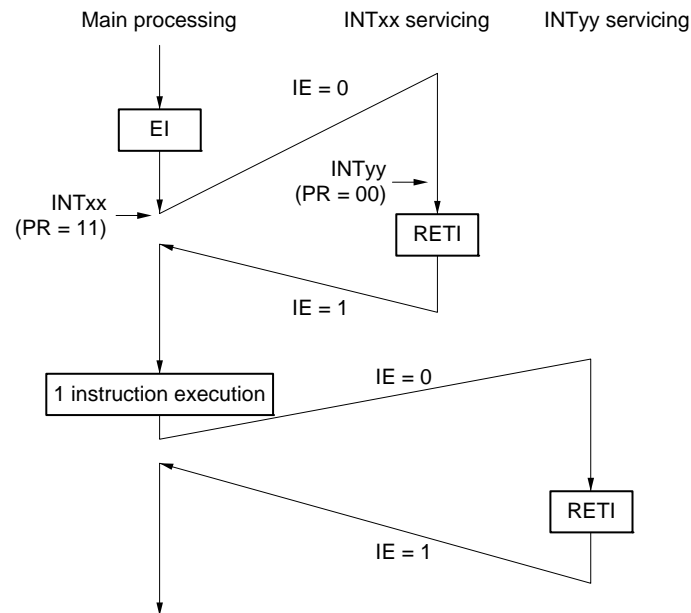 Main processing
INTxx servicing
INTyy servicing
IE = 0
EI
INTyy
(PR = 00)
INTxx
(PR = 11)
RETI
IE = 1
IE = 0
1 instruction execution
RETI
IE = 1